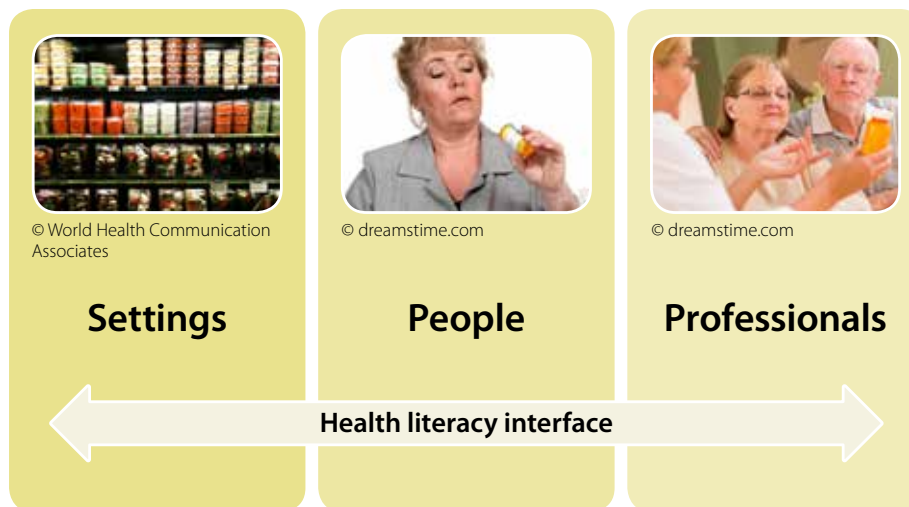 © World Health Communication
Associates
© dreamstime.com
© dreamstime.com
Settings
People
Professionals
Health literacy interface